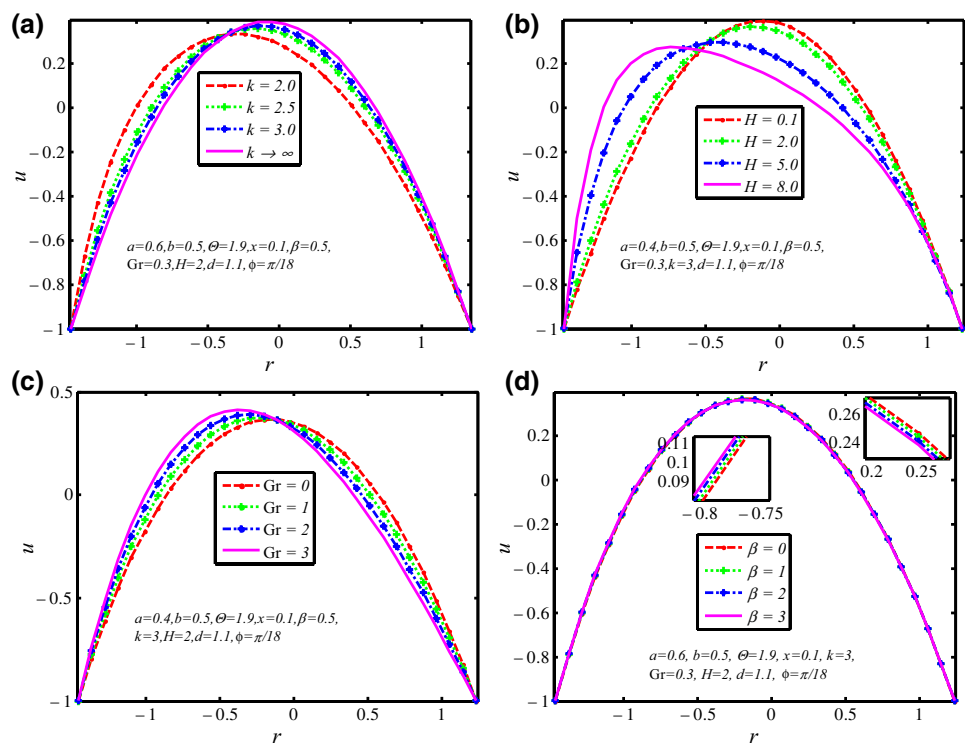 (a)
0.2
0
−0.2
−0.4
−0.6
−0.8
−1
u
k = 2.0
k = 2.5
k = 3.0
k → ∞
a=0.6,b=0.5,Θ=1.9,x=0.1,β=0.5,
Gr=0.3,H=2,d=1.1,ϕ=π/18
−1
−0.5
0
0.5
1
r
(b)
0.2
0
−0.2
−0.4
−0.6
−0.8
−1
u
H = 0.1
H = 2.0
H = 5.0
H = 8.0
a=0.4,b=0.5,Θ=1.9,x=0.1,β=0.5,
Gr=0.3,k=3,d=1.1,ϕ=π/18
−1
−0.5
0
0.5
1
r
(c)
0.5
0
−0.5
−1
u
Gr = 0
Gr = 1
Gr = 2
Gr = 3
a=0.4,b=0.5,Θ=1.9,x=0.1,β=0.5,
k=3,H=2,d=1.1,ϕ=π/18
−1
−0.5
0
0.5
1
r
(d)
0.2
0
−0.2
−0.4
−0.6
−0.8
−1
u
0.11
0.1
0.09
−0.8
−0.75
0.26
0.24
0.2
0.25
β = 0
β = 1
β = 2
β = 3
a=0.6, b=0.5, Θ=1.9, x=0.1, k=3,
Gr=0.3, H=2, d=1.1, ϕ=π/18
−1
−0.5
0
0.5
1
r